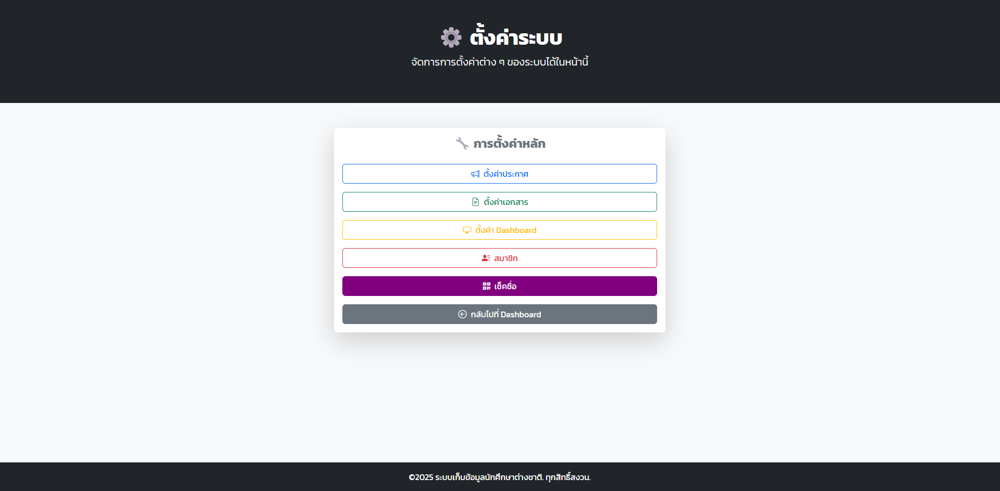 ตั้งค่าระบบ
จัดการการตั้งค่าต่าง ๆ ของระบบได้ในหน้านี้
การตั้งค่าหลัก
ตั้งค่าประกาศ
ตั้งค่าเอกสาร
ตั้งค่า Dashboard
สมาชิก
เช็คชื่อ
กลับไปที่ Dashboard
©2025 ระบบเก็บข้อมูลนักศึกษาต่างชาติ. ทุกสิทธิ์สงวน.